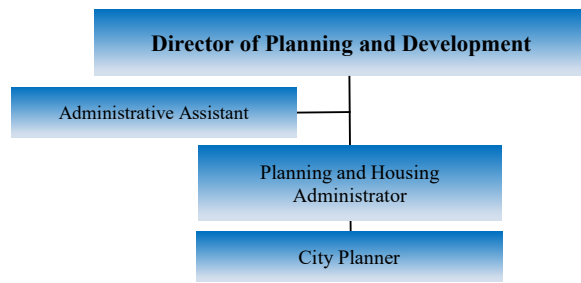 Director of Planning and Development
Administrative Assistant
Planning and Housing
Administrator
City Planner